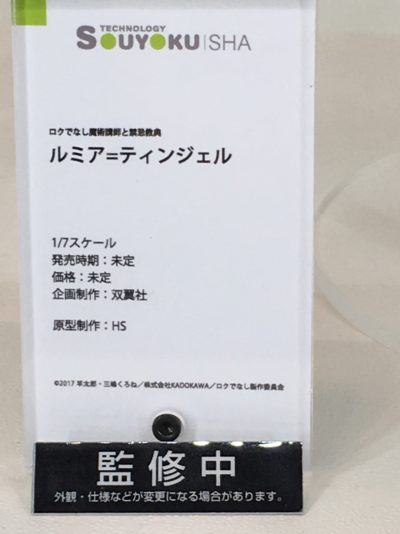 TECHNOLOGY
SOUYOKU|SHA
ロクでなし魔術講師と禁忌教典
ルミア=ティンジェル
1/7スケール
発売時期：未定
価格：未定
企画制作：双翼社
原型制作：HS
©2017 羊太郎・三嶋くろね／株式会社KADOKAWA／ロクでなし製作委員会
監修中
外観・仕様などが変更になる場合があります。